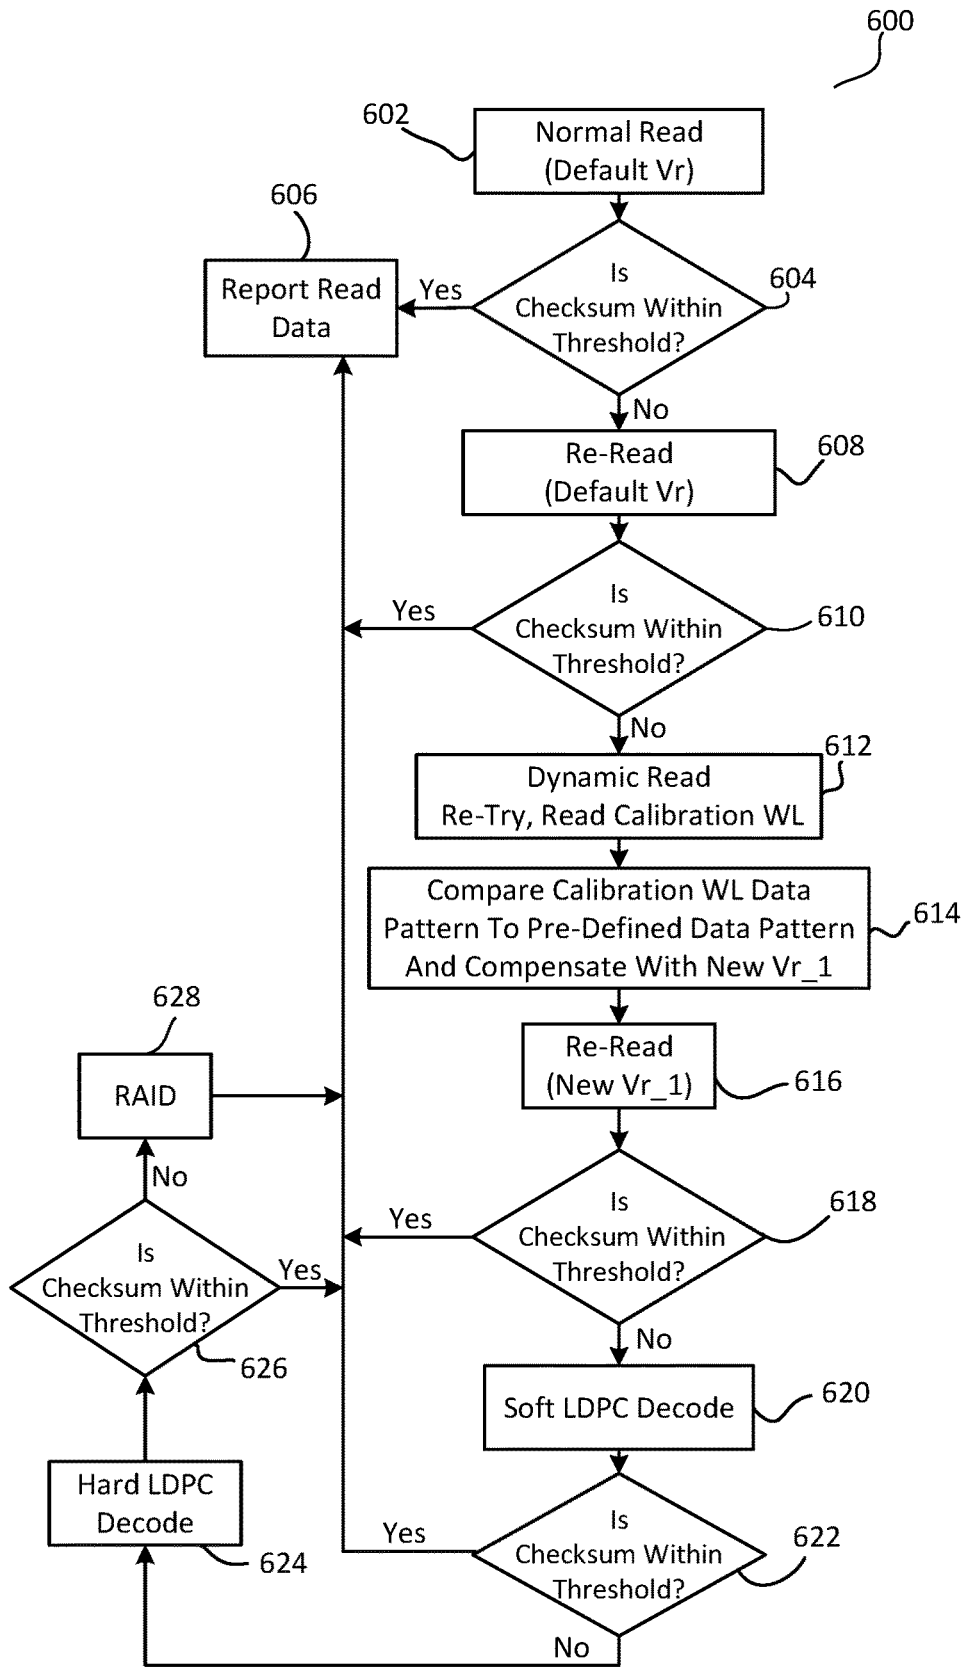 600
602
Normal Read
(Default Vr)
606
Report Read
Data
Yes
Is
Checksum Within
Threshold?
604
No
Re-Read
(Default Vr)
608
Yes
Is
Checksum Within
Threshold?
610
No
612
Dynamic Read
Re-Try, Read Calibration WL
Compare Calibration WL Data
Pattern To Pre-Defined Data Pattern
And Compensate With New Vr_1
614
Re-Read
(New Vr_1)
616
Yes
Is
Checksum Within
Threshold?
618
No
Soft LDPC Decode
620
Yes
Is
Checksum Within
Threshold?
622
No
Hard LDPC
Decode
624
Is
Checksum Within
Threshold?
Yes
626
No
RAID
628